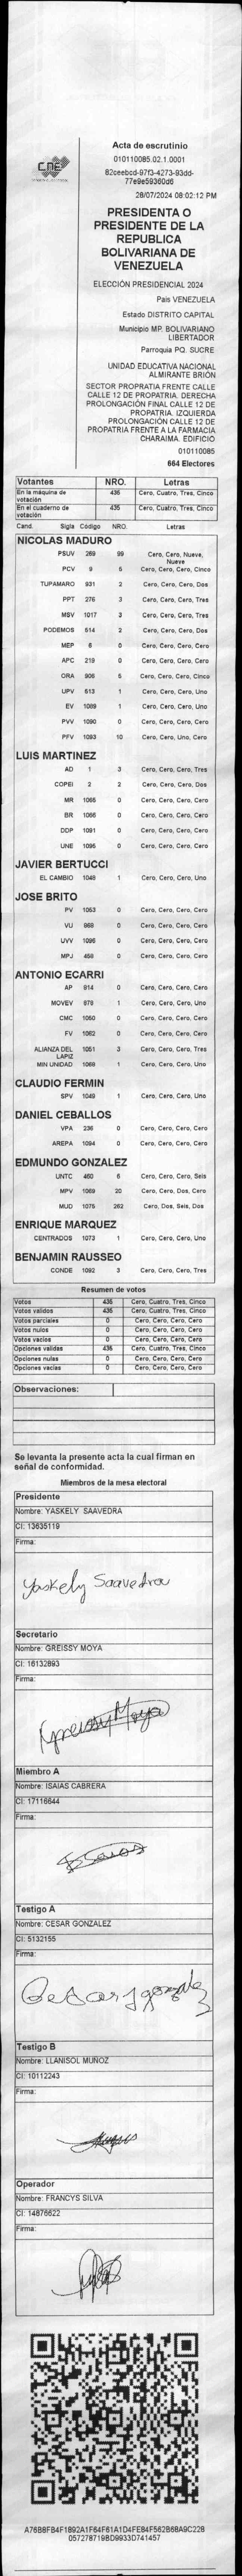 Acta de escrutinio
010110085.02.1.0001
82ceebcd-97f3-4273-93dd-
77e9e59360d6
28/07/2024 08:02:12 PM
CNE
PRESIDENTA O
PRESIDENTE DE LA
REPUBLICA
BOLIVARIANA DE
VENEZUELA
ELECCIÓN PRESIDENCIAL 2024
Pais VENEZUELA
Estado DISTRITO CAPITAL
Municipio MP. BOLIVARIANO
LIBERTADOR
Parroquia PQ. SUCRE
UNIDAD EDUCATIVA NACIONAL
ALMIRANTE BRIÓN
SECTOR PROPRATIA FRENTE CALLE
CALLE 12 DE PROPATRIA. DERECHA
PROLONGACIÓN FINAL CALLE 12 DE
PROPATRIA. IZQUIERDA
PROLONGACIÓN CALLE 12 DE
PROPATRIA FRENTE A LA FARMACIA
CHARAIMA. EDIFICIO
010110085
664 Electores
Votantes NRO. Letras
En la máquina de votación 435 Cero, Cuatro, Tres, Cinco
En el cuaderno de votación 435 Cero, Cuatro, Tres, Cinco
Cand. Sigla Código NRO. Letras
NICOLAS MADURO
PSUV 269 99 Cero, Cero, Nueve, Nueve
PCV 9 5 Cero, Cero, Cero, Cinco
TUPAMARO 931 2 Cero, Cero, Cero, Dos
PPT 275 3 Cero, Cero, Cero, Tres
MSV 1017 3 Cero, Cero, Cero, Tres
PODEMOS 514 2 Cero, Cero, Cero, Dos
MEP 6 0 Cero, Cero, Cero, Cero
APC 219 0 Cero, Cero, Cero, Cero
ORA 906 5 Cero, Cero, Cero, Cinco
UPV 613 1 Cero, Cero, Cero, Uno
EV 1089 1 Cero, Cero, Cero, Uno
PVV 1090 0 Cero, Cero, Cero, Cero
PFV 1093 10 Cero, Cero, Uno, Cero
LUIS MARTINEZ
AD 1 3 Cero, Cero, Cero, Tres
COPEI 2 2 Cero, Cero, Cero, Dos
MR 1066 0 Cero, Cero, Cero, Cero
BR 0 Cero, Cero, Cero, Cero
DDP 1091 0 Cero, Cero, Cero, Cero
UNE 1095 0 Cero, Cero, Cero, Cero
JAVIER BERTUCCI
EL CAMBIO 1048 1 Cero, Cero, Cero, Uno
JOSE BRITO
PV 1053 0 Cero, Cero, Cero, Cero
VU 968 0 Cero, Cero, Cero, Cero
UVV 1096 0 Cero, Cero, Cero, Cero
MPJ 458 0 Cero, Cero, Cero, Cero
ANTONIO ECARRI
AP 814 0 Cero, Cero, Cero, Cero
MOVEV 979 1 Cero, Cero, Cero, Uno
CMC 1050 0 Cero, Cero, Cero, Cero
FV 1062 0 Cero, Cero, Cero, Cero
ALIANZA DEL LAPIZ 1051 3 Cero, Cero, Cero, Tres
MIN UNIDAD 1068 1 Cero, Cero, Cero, Uno
CLAUDIO FERMIN
SPV 1049 1 Cero, Cero, Cero, Uno
DANIEL CEBALLOS
VPA 236 0 Cero, Cero, Cero, Cero
AREPA 1094 0 Cero, Cero, Cero, Cero
EDMUNDO GONZALEZ
UNTC 460 6 Cero, Cero, Cero, Seis
MPV 1069 20 Cero, Cero, Dos, Cero
MUD 1075 262 Cero, Dos, Seis, Dos
ENRIQUE MARQUEZ
CENTRADOS 1073 1 Cero, Cero, Cero, Uno
BENJAMIN RAUSSEO
CONDE 1092 3 Cero, Cero, Cero, Tres
Resumen de votos
Votos 435 Cero, Cuatro, Tres, Cinco
Votos validos 435 Cero, Cuatro, Tres, Cinco
Votos parciales 0 Cero, Cero, Cero, Cero
Votos nulos 0 Cero, Cero, Cero, Cero
Votos vacios 0 Cero, Cero, Cero, Cero
Opciones validas 435 Cero, Cuatro, Tres, Cinco
Opciones nulas 0 Cero, Cero, Cero, Cero
Opciones vacias 0 Cero, Cero, Cero, Cero
Observaciones:
Se levanta la presente acta la cual firman en
señal de conformidad.
Miembros de la mesa electoral
Presidente
Nombre: YASKELY SAAVEDRA
CI: 13635119
Firma:
Yaskely Saavedra
Secretario
Nombre: GREISSY MOYA
CI: 16132893
Firma:
Greissy Moya
Miembro A
Nombre: ISAIAS CABRERA
CI: 17116644
Firma:
Testigo A
Nombre: CESAR GONZALEZ
CI: 5132155
Firma:
Cesar J gonzalez
Testigo B
Nombre: LLANISOL MUÑOZ
CI: 10112243
Firma:
Operador
Nombre: FRANCYS SILVA
CI: 14876622
Firma:
A76B8FB4F1892A1F64F61A1D4FE84F562B68A9C228
0572787198D9933D741457